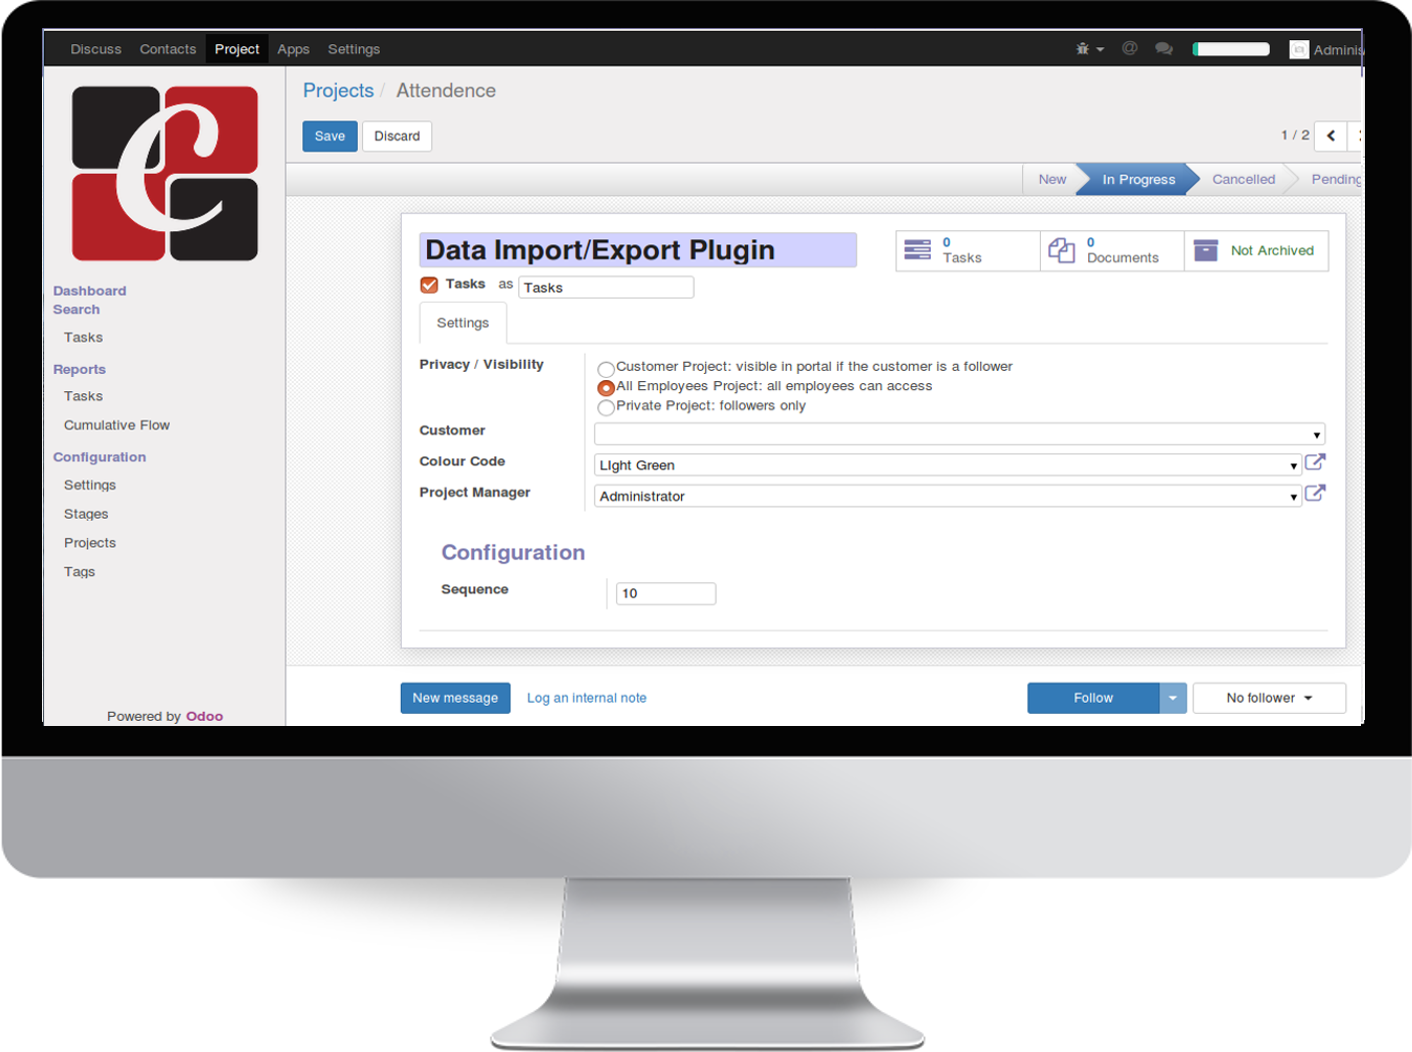 Discuss Contacts Project Apps Settings @ Adminis
Projects / Attendence
Save Discard 1 / 2
New In Progress Cancelled Pending
C
Dashboard
Search
Tasks
Reports
Tasks
Cumulative Flow
Configuration
Settings
Stages
Projects
Tags
Powered by Odoo
Data Import/Export Plugin
0 Tasks
0 Documents
Not Archived
Tasks as Tasks
Settings
Privacy / Visibility
Customer Project: visible in portal if the customer is a follower
All Employees Project: all employees can access
Private Project: followers only
Customer
Colour Code LIght Green
Project Manager Administrator
Configuration
Sequence 10
New message Log an internal note Follow No follower